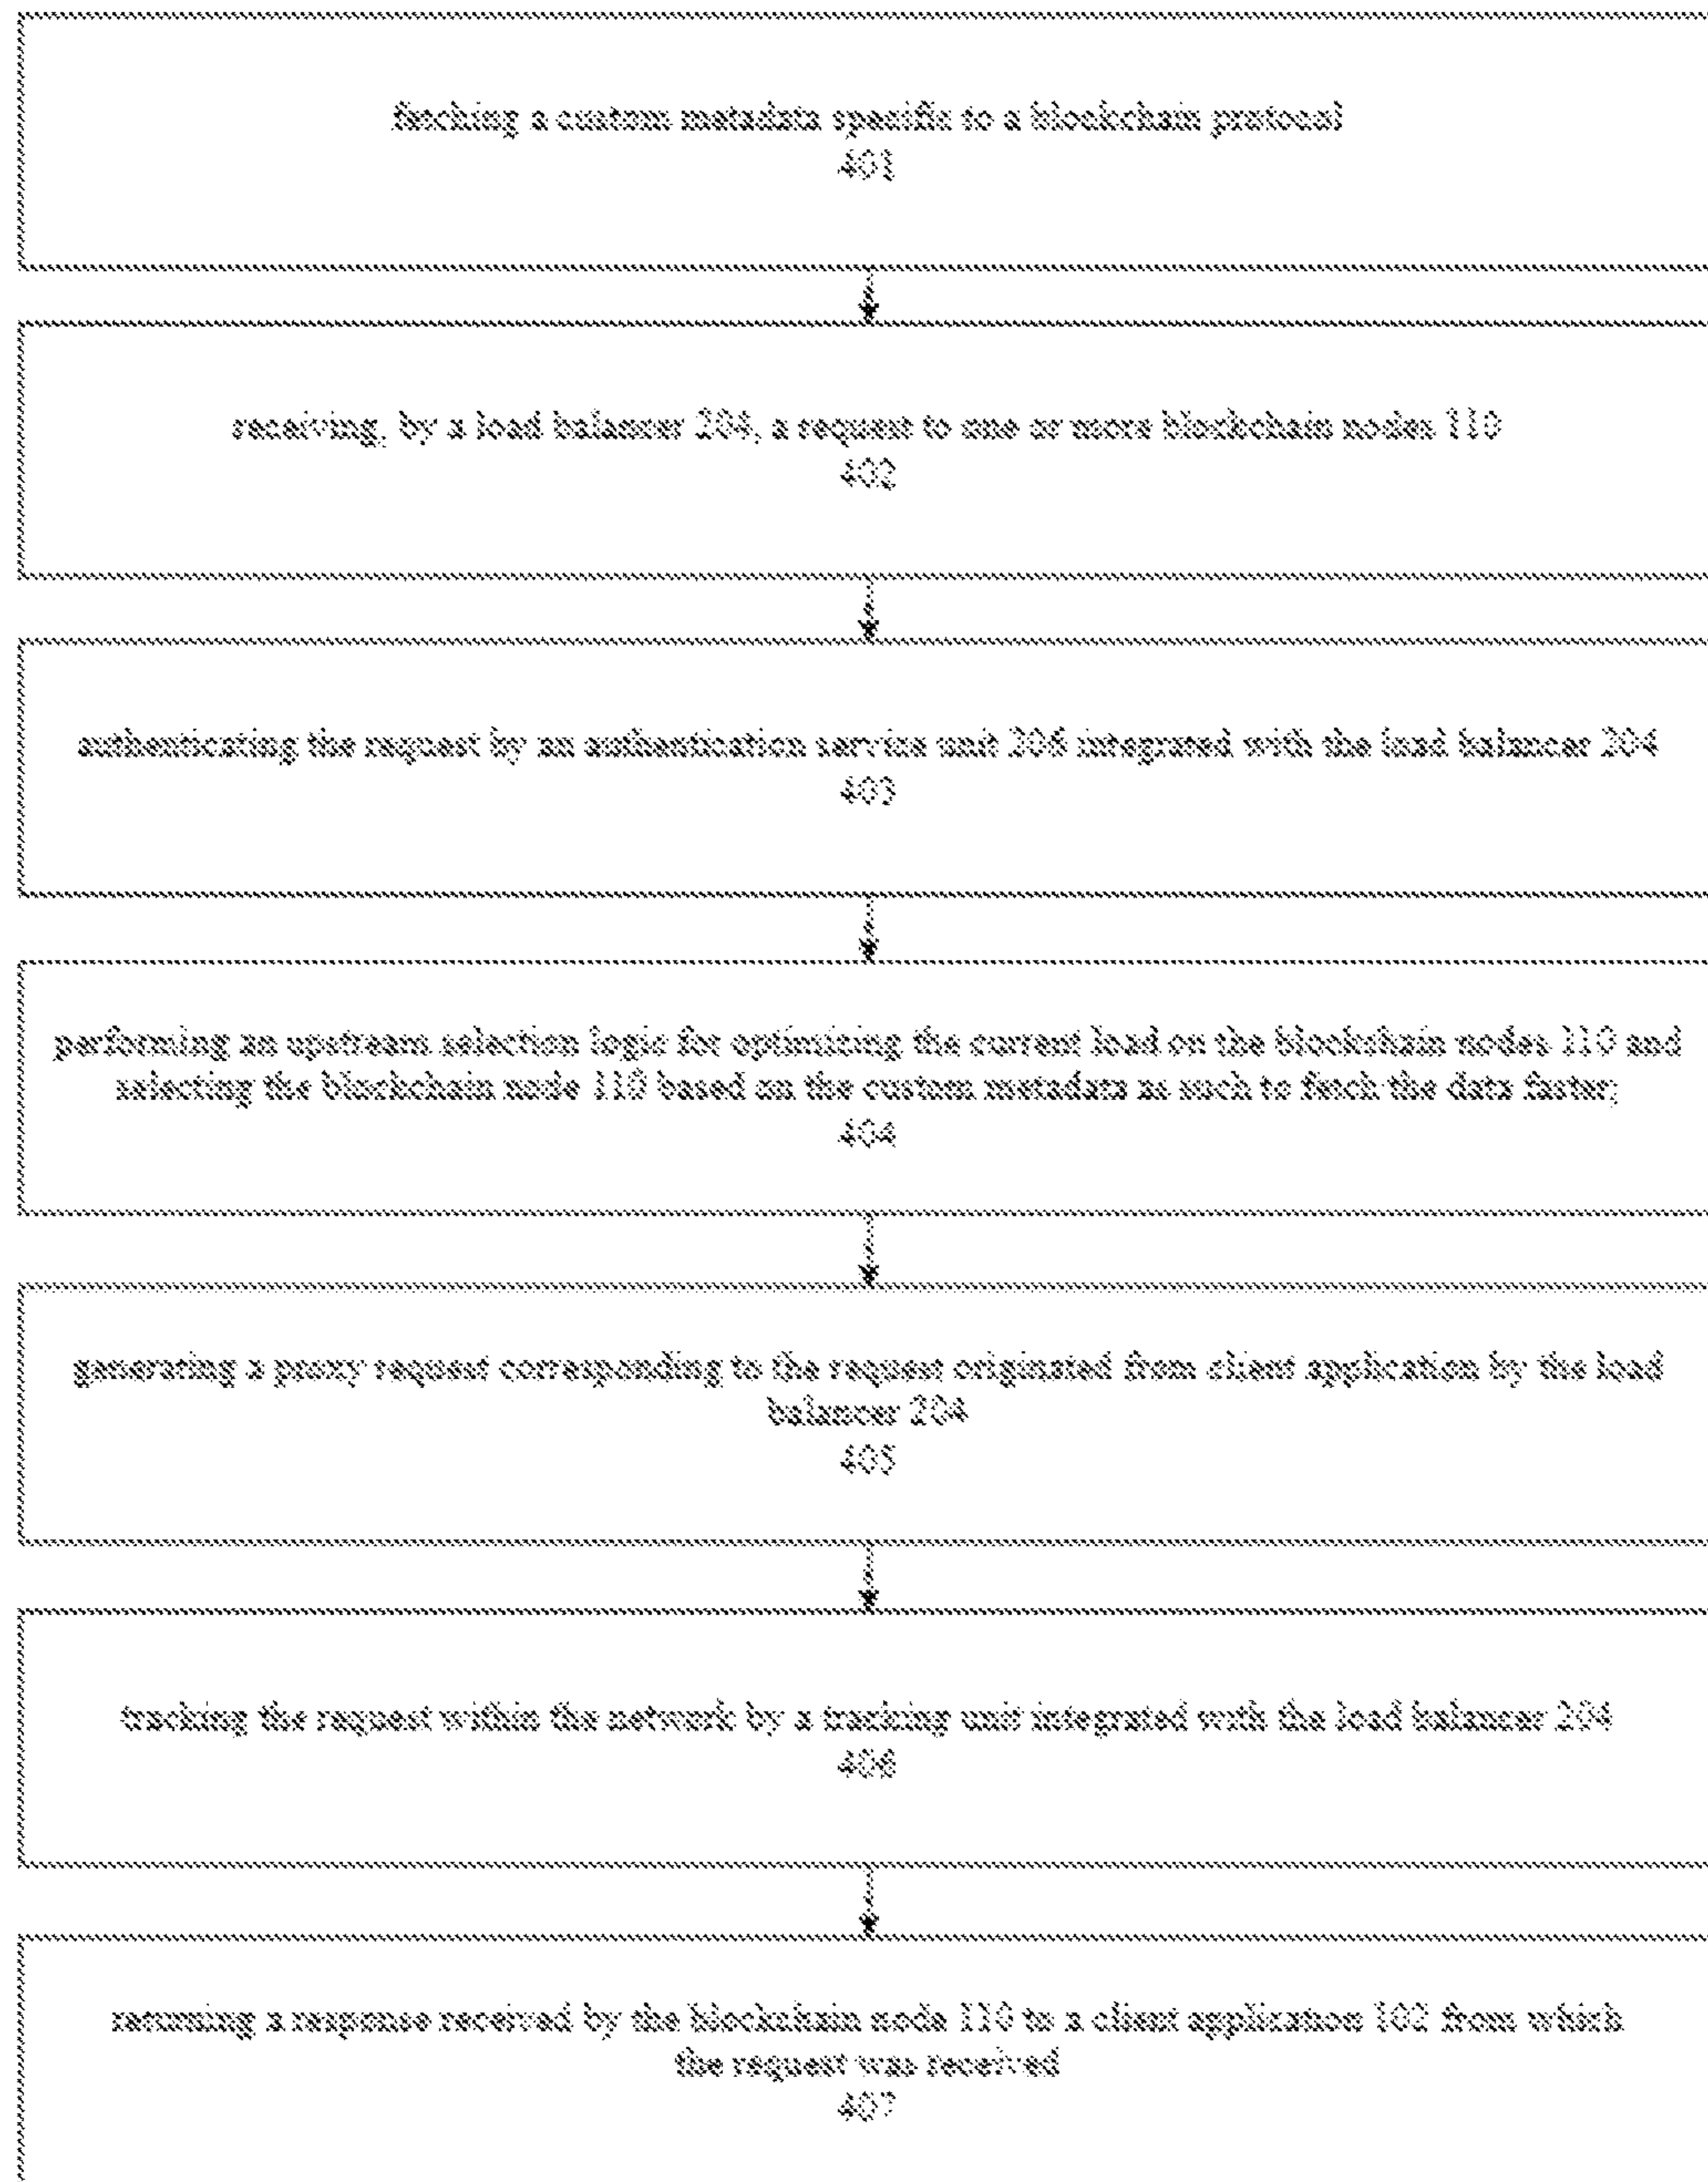 fetching a custom metadata specific to a blockchain protocol
401
receiving, by a load balancer 204, a request to one or more blockchain nodes 110
402
authenticating the request by an authentication service unit 206 integrated with the load balancer 204
403
performing an upstream selection logic for optimizing the current load on the blockchain nodes 110 and
selecting the blockchain node 110 based on the custom metadata as such to fetch the data faster;
404
generating a proxy request corresponding to the request originated from client application by the load
balancer 204
405
tracking the request within the network by a tracking unit integrated with the load balancer 204
406
returning a response received by the blockchain node 110 to a client application 102 from which
the request was received
407